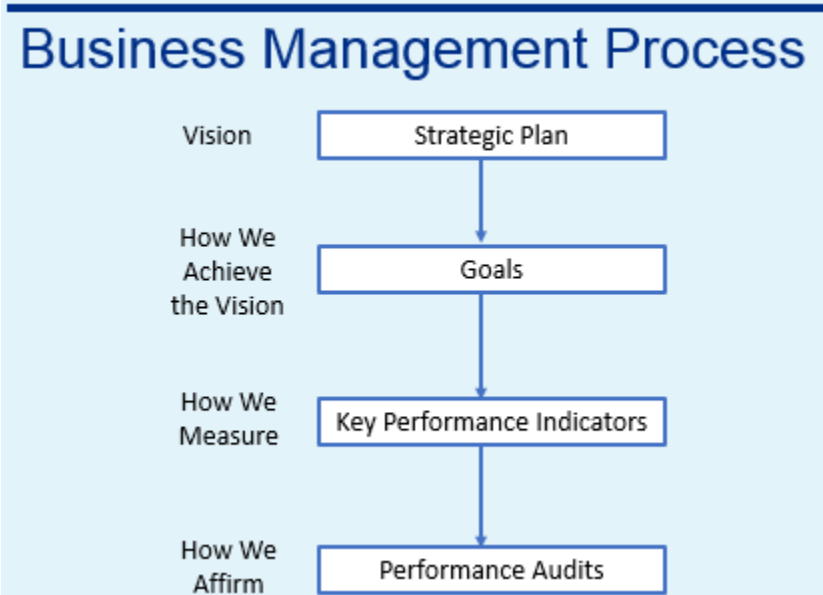 Business Management Process
Vision
Strategic Plan
How We
Achieve
the Vision
Goals
How We
Measure
Key Performance Indicators
How We
Affirm
Performance Audits